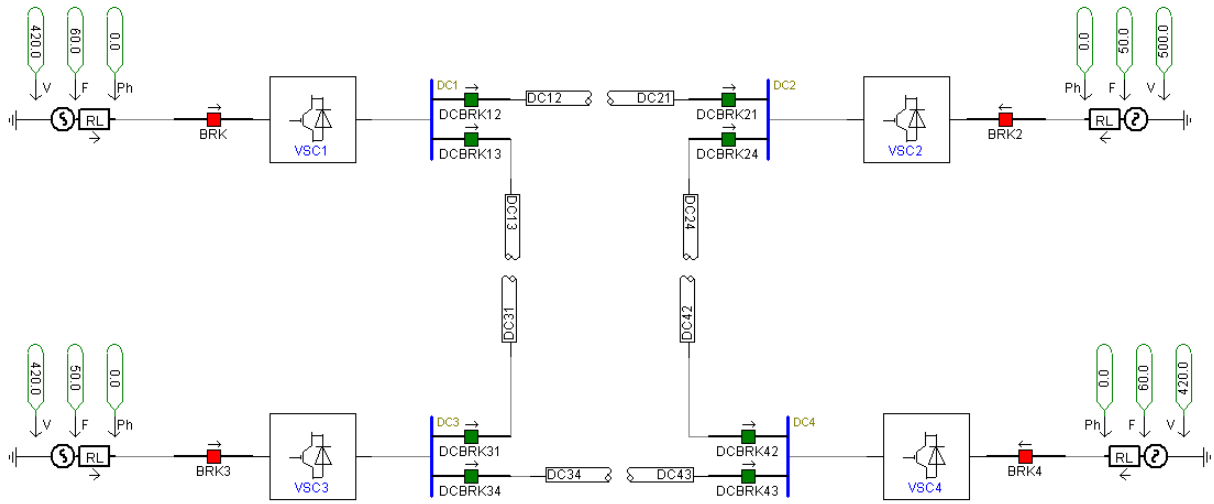 420.0
60.0
0.0
V
F
Ph
RL
BRK
VSC1
DC1
DCBRK12
DCBRK13
DC12
DC21
DC2
DCBRK21
DCBRK24
VSC2
BRK2
0.0
50.0
500.0
Ph
F
V
RL
DC13
DC24
DC31
DC42
420.0
50.0
0.0
V
F
Ph
RL
BRK3
VSC3
DC3
DCBRK31
DCBRK34
DC34
DC43
DC4
DCBRK42
DCBRK43
VSC4
BRK4
0.0
60.0
420.0
Ph
F
V
RL